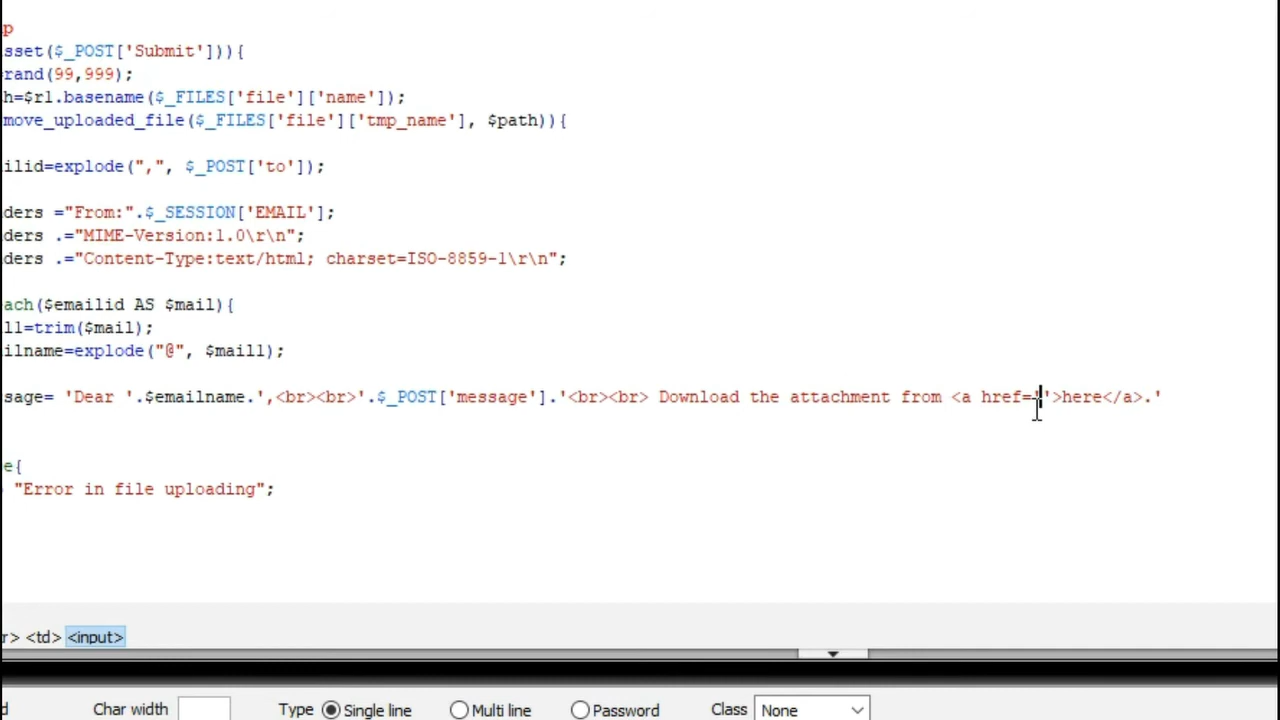 p
sset($_POST['Submit'])){
rand(99,999);
h=$r1.basename($_FILES['file']['name']);
move_uploaded_file($_FILES['file']['tmp_name'], $path)){
ilid=explode(",", $_POST['to']);
ders ="From:".$_SESSION['EMAIL'];
ders .="MIME-Version:1.0\r\n";
ders .="Content-Type:text/html; charset=ISO-8859-1\r\n";
ach($emailid AS $mail){
ll=trim($mail);
ilname=explode("@", $mail1);
sage= 'Dear '.$emailname.',<br><br>'.$_POST['message'].'<br><br> Download the attachment from <a href=''>here</a>.'
e{
"Error in file uploading";
r> <td> <input>
d Char width Type Single line Multi line Password Class None